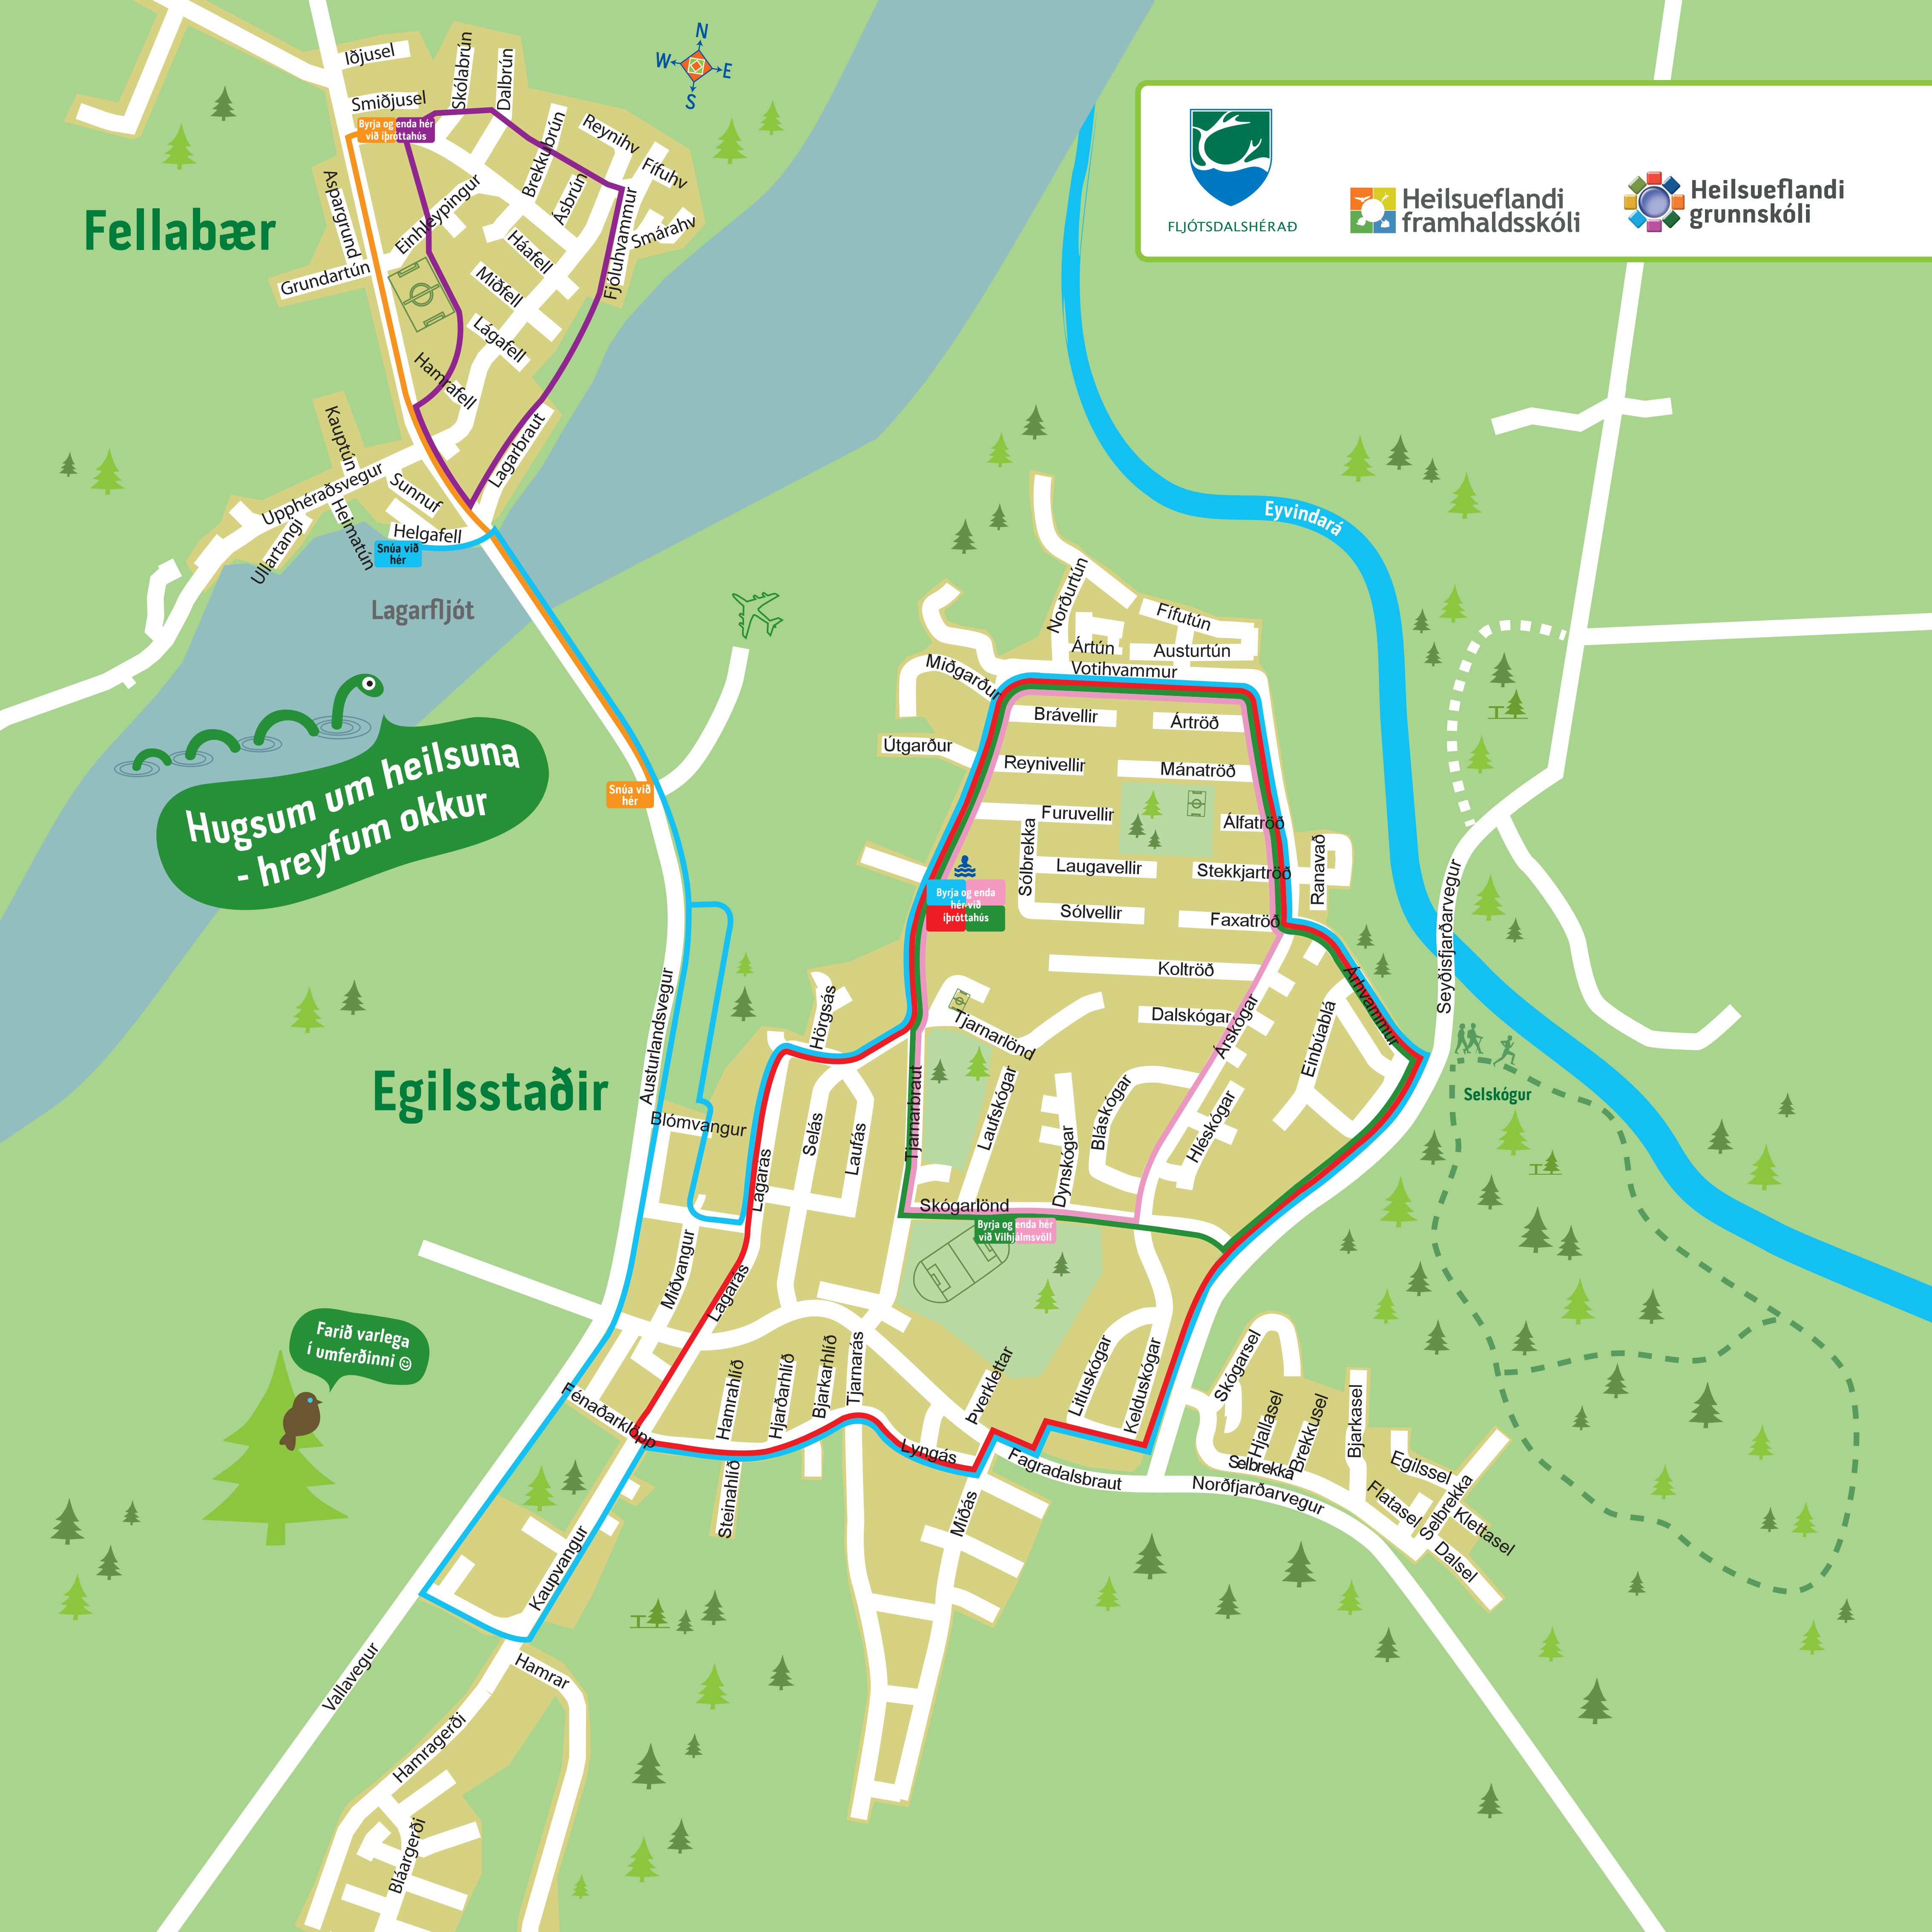 N
W
E
S
FLJÓTSDALSHÉRAÐ
Heilsueflandi
framhaldsskóli
Heilsueflandi
grunnskóli
Iðjusel
Smiðjusel
Skólabrún
Dalbrún
Byrja og enda hér
við íþróttahús
Brekkubrún
Reynihv
Fífuhv
Ásbrún
Smárahv
Fjóluhvammur
Aspargrund
Einhleypingur
Fellabær
Grundartún
Háafell
Miðfell
Lágafell
Hamrafell
Lagarbraut
Kauptún
Upphéraðsvegur
Sunnuf
Heimatún
Ullartangi
Helgafell
Snúa við
hér
Lagarfljót
Eyvindará
Hugsum um heilsuna
- hreyfum okkur
Snúa við
hér
Norðurtún
Fífutún
Ártún
Austurtún
Votihvammur
Miðgarður
Brávellir
Ártröð
Útgarður
Reynivellir
Mánatröð
Furuvellir
Álfatröð
Sólbrekka
Laugavellir
Stekkjartröð
Ranavað
Byrja og enda
hér við
íþróttahús
Sólvellir
Faxatröð
Koltröð
Árhvammur
Seyðisfjarðarvegur
Dalskógar
Árskógar
Einbúablá
Hörgsás
Tjarnarlönd
Austurlandsvegur
Egilsstaðir
Selskógur
Blómvangur
Selás
Laufás
Tjarnarbraut
Laufskógar
Dynskógar
Bláskógar
Hléskógar
Lagarás
Skógarlönd
Byrja og enda hér
við Vilhjálmsvöll
Miðvangur
Lagarás
Farið varlega
í umferðinni
Fénaðarklöpp
Hamrahlíð
Hjarðarhlíð
Bjarkarhlíð
Tjarnarás
Þverklettar
Litluskógar
Kelduskógar
Skógarsel
Hjallasel
Brekkusel
Bjarkasel
Selbrekka
Egilssel
Flatasel
Selbrekka
Klettasel
Dalsel
Lyngás
Fagradalsbraut
Norðfjarðarvegur
Steinahlíð
Miðás
Kaupvangur
Vallavegur
Hamrar
Hamragerði
Bláargerði